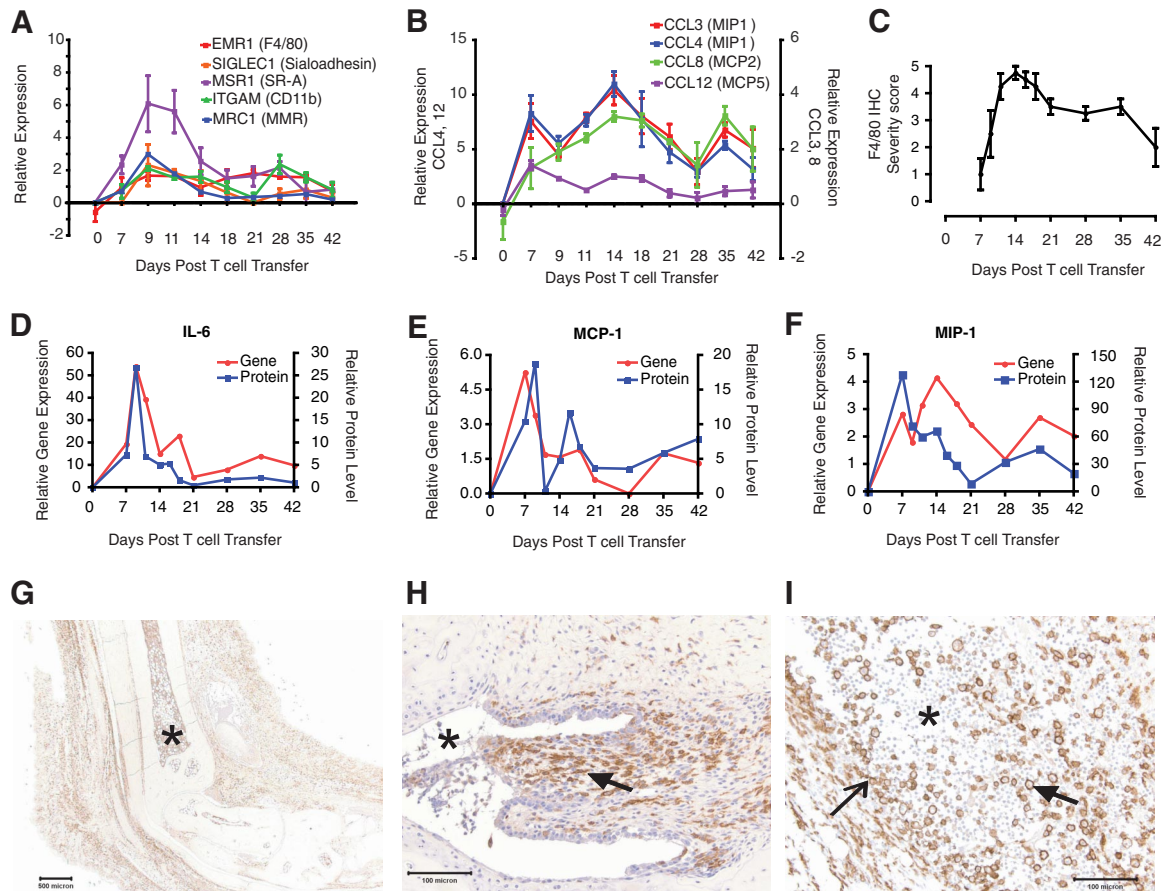 A
EMR1 (F4/80)
SIGLEC1 (Sialoadhesin)
MSR1 (SR-A)
ITGAM (CD11b)
MRC1 (MMR)
Relative Expression
10
8
6
4
2
0
-2
0 7 9 11 14 18 21 28 35 42
Days Post T cell Transfer
B
CCL3 (MIP1)
CCL4 (MIP1)
CCL8 (MCP2)
CCL12 (MCP5)
Relative Expression
CCL4, 12
15
10
5
0
-5
6
4
2
0
-2
Relative Expression
CCL3, 8
0 7 9 11 14 18 21 28 35 42
Days Post T cell Transfer
C
F4/80 IHC
Severity score
5
4
3
2
1
0
0 7 14 21 28 35 42
Days Post T cell Transfer
D
IL-6
Gene
Protein
Relative Gene Expression
60
50
40
30
20
10
0
30
25
20
15
10
5
0
Relative Protein Level
0 7 14 21 28 35 42
Days Post T cell Transfer
E
MCP-1
Gene
Protein
Relative Gene Expression
6.0
4.5
3.0
1.5
0.0
20
15
10
5
0
Relative Protein Level
0 7 14 21 28 35 42
Days Post T cell Transfer
F
MIP-1
Gene
Protein
Relative Gene Expression
5
4
3
2
1
0
150
120
90
60
30
0
Relative Protein Level
0 7 14 21 28 35 42
Days Post T cell Transfer
G
*
500 micron
H
*
100 micron
I
*
100 micron